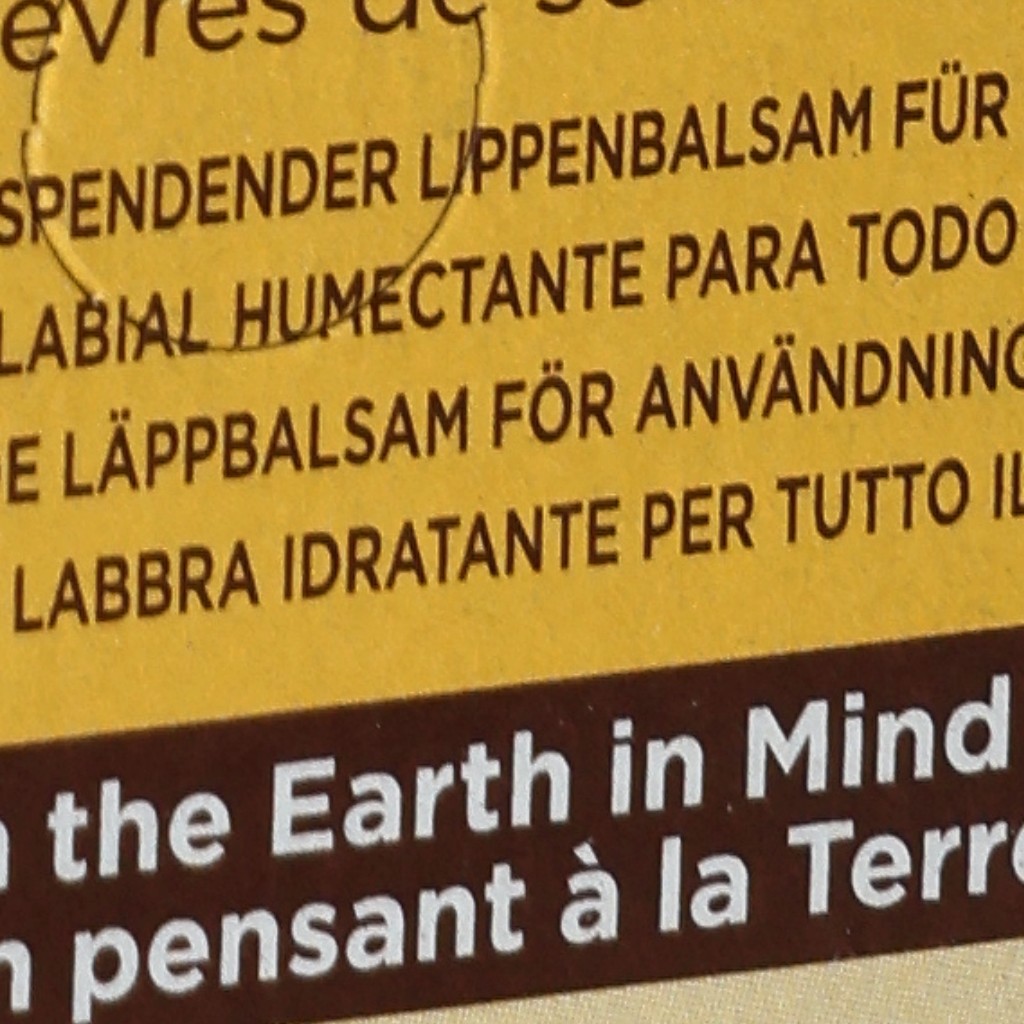 èvres de
SPENDENDER LIPPENBALSAM FÜR
LABIAL HUMECTANTE PARA TODO
E LÄPPBALSAM FÖR ANVÄNDNING
LABBRA IDRATANTE PER TUTTO IL
the Earth in Mind
pensant à la Terre